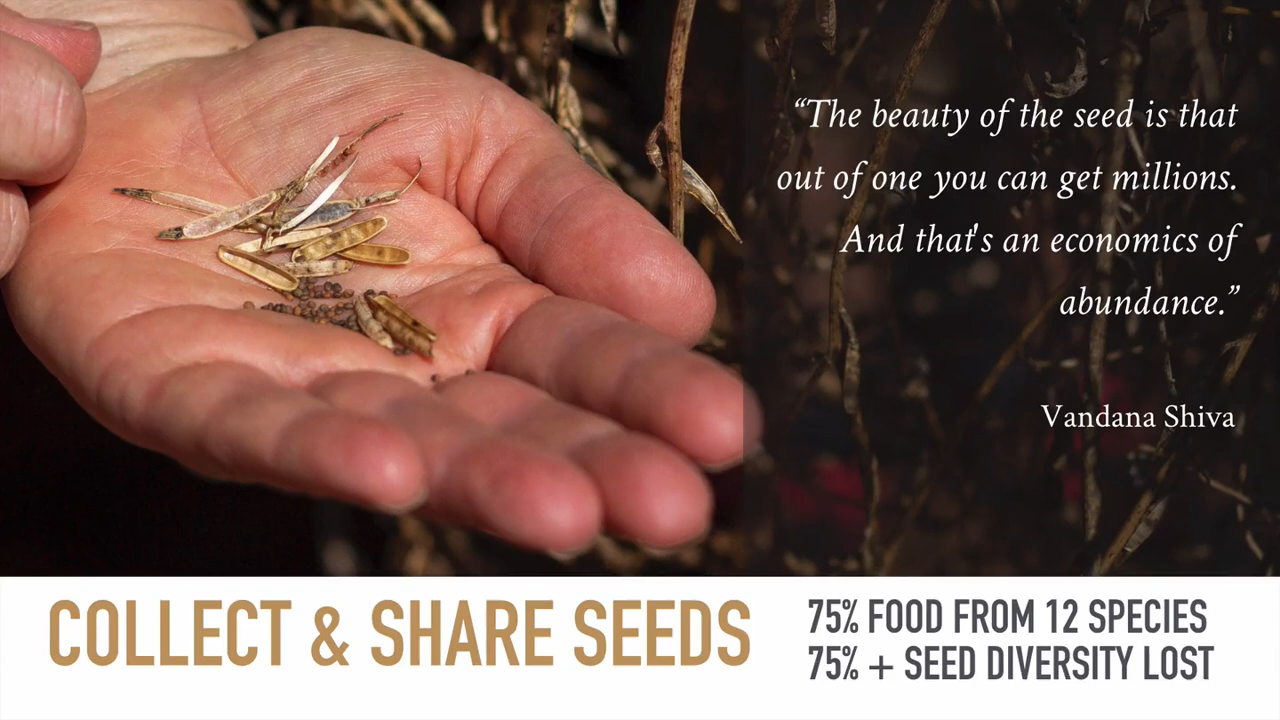 “The beauty of the seed is that
out of one you can get millions.
And that's an economics of
abundance.”
Vandana Shiva
COLLECT & SHARE SEEDS
75% FOOD FROM 12 SPECIES
75% + SEED DIVERSITY LOST